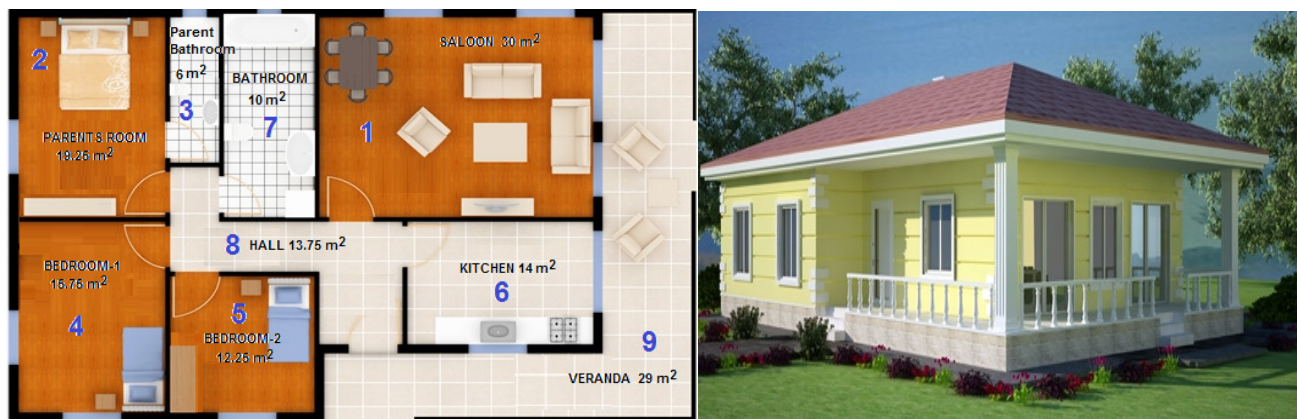 2
PARENTS ROOM
19.25 m²
Parent
Bathroom
6 m²
3
BATHROOM
10 m²
7
SALOON 30 m²
1
8
HALL 13.75 m²
BEDROOM-1
15.75 m²
4
5
BEDROOM-2
12.25 m²
KITCHEN 14 m²
6
9
VERANDA 29 m²